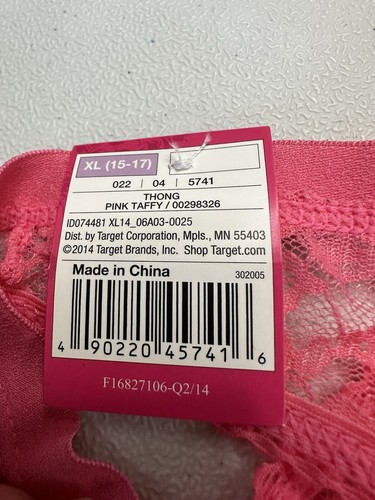 XL (15-17)
022 | 04 | 5741
THONG
PINK TAFFY / 00298326
ID074481 XL14_06A03-0025
Dist. by Target Corporation, Mpls., MN 55403
©2014 Target Brands, Inc. Shop Target.com
Made in China
302005
4 90220 45741 6
F16827106-Q2/14